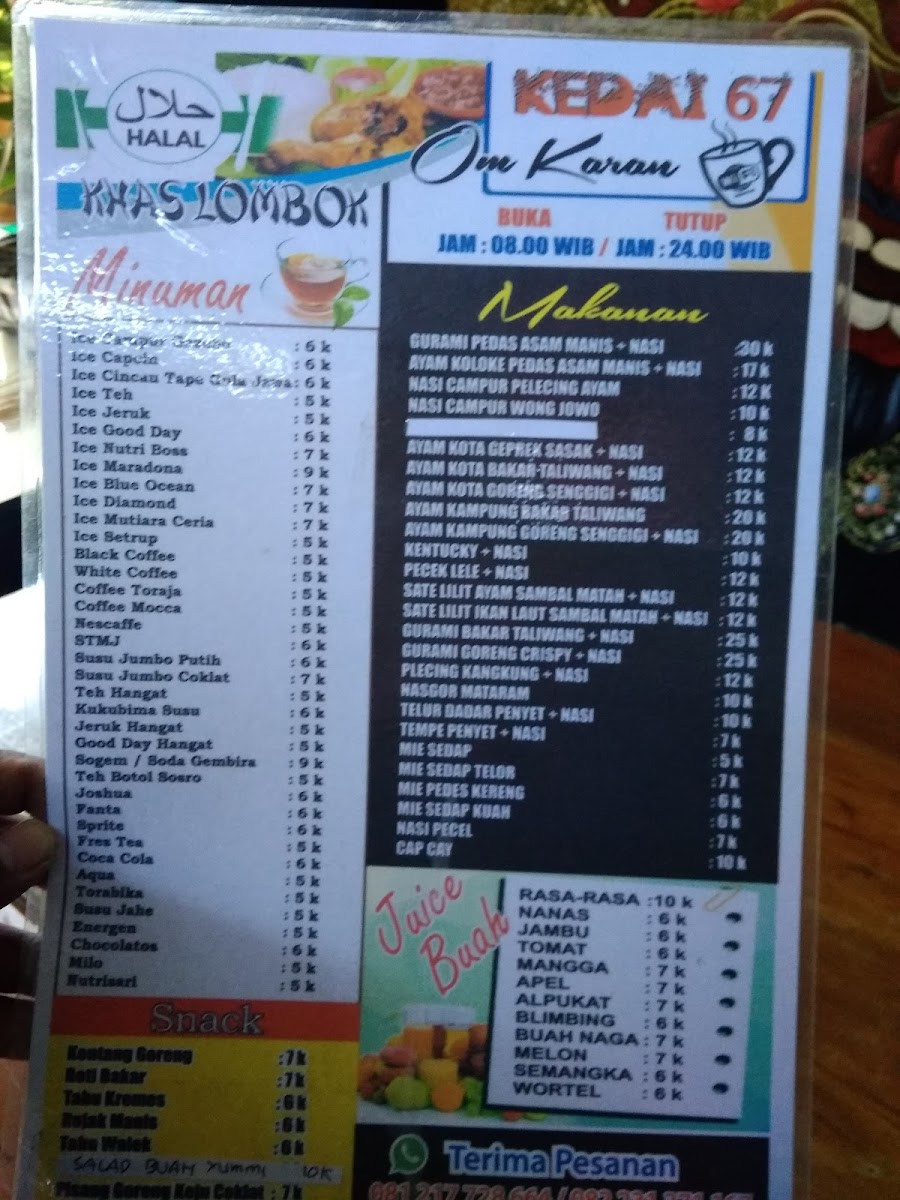 حلال
HALAL
KHAS LOMBOK
KEDAI 67
Om Karan
BUKA TUTUP
JAM : 08.00 WIB / JAM : 24.00 WIB
Minuman
Ice Campur : 6 k
Ice Capcin : 6 k
Ice Cincau Tape Gula Jawa : 6 k
Ice Teh : 5 k
Ice Jeruk : 5 k
Ice Good Day : 6 k
Ice Nutri Boss : 7 k
Ice Maradona : 9 k
Ice Blue Ocean : 7 k
Ice Diamond : 7 k
Ice Mutiara Ceria : 7 k
Ice Setrup : 5 k
Black Coffee : 5 k
White Coffee : 5 k
Coffee Toraja : 5 k
Coffee Mocca : 5 k
Nescaffe : 5 k
STMJ : 6 k
Susu Jumbo Putih : 6 k
Susu Jumbo Coklat : 7 k
Teh Hangat : 5 k
Kukubima Susu : 6 k
Jeruk Hangat : 5 k
Good Day Hangat : 5 k
Sogem / Soda Gembira : 9 k
Teh Botol Sosro : 5 k
Joshua : 6 k
Fanta : 6 k
Sprite : 6 k
Fres Tea : 5 k
Coca Cola : 6 k
Aqua : 5 k
Torabika : 5 k
Susu Jahe : 5 k
Energen : 5 k
Chocolatos : 6 k
Milo : 5 k
Nutrisari : 5 k
Snack
Kentang Goreng : 7 k
Roti Bakar : 7 k
Tahu Kremes : 6 k
Rujak Manis : 6 k
Tahu Walek : 6 k
SALAD BUAH Yummi 10K
Pisang Goreng Keju Coklat : 7 k
Makanan
GURAMI PEDAS ASAM MANIS + NASI : 30 k
AYAM KOLOKE PEDAS ASAM MANIS + NASI : 17 k
NASI CAMPUR PELECING AYAM : 12 K
NASI CAMPUR WONG JOWO : 10 k
: 8 k
AYAM KOTA GEPREK SASAK + NASI : 12 k
AYAM KOTA BAKAR TALIWANG + NASI : 12 k
AYAM KOTA GORENG SENGGIGI + NASI : 12 k
AYAM KAMPUNG BAKAR TALIWANG : 20 k
AYAM KAMPUNG GORENG SENGGIGI + NASI : 20 k
KENTUCKY + NASI : 10 k
PECEK LELE + NASI : 12 k
SATE LILIT AYAM SAMBAL MATAH + NASI : 12 k
SATE LILIT IKAN LAUT SAMBAL MATAH + NASI : 12 k
GURAMI BAKAR TALIWANG + NASI : 25 k
GURAMI GORENG CRISPY + NASI : 25 k
PLECING KANGKUNG + NASI : 12 k
NASGOR MATARAM : 10 k
TELUR DADAR PENYET + NASI : 10 k
TEMPE PENYET + NASI : 7 k
MIE SEDAP : 5 k
MIE SEDAP TELOR : 7 k
MIE PEDES KERENG : 6 k
MIE SEDAP KUAH : 6 k
NASI PECEL : 7 k
CAP CAY : 10 k
Juice
Buah
RASA-RASA : 10 k
NANAS : 6 k
JAMBU : 6 k
TOMAT : 6 k
MANGGA : 7 k
APEL : 7 k
ALPUKAT : 7 k
BLIMBING : 6 k
BUAH NAGA : 7 k
MELON : 7 k
SEMANGKA : 6 k
WORTEL : 6 k
Terima Pesanan